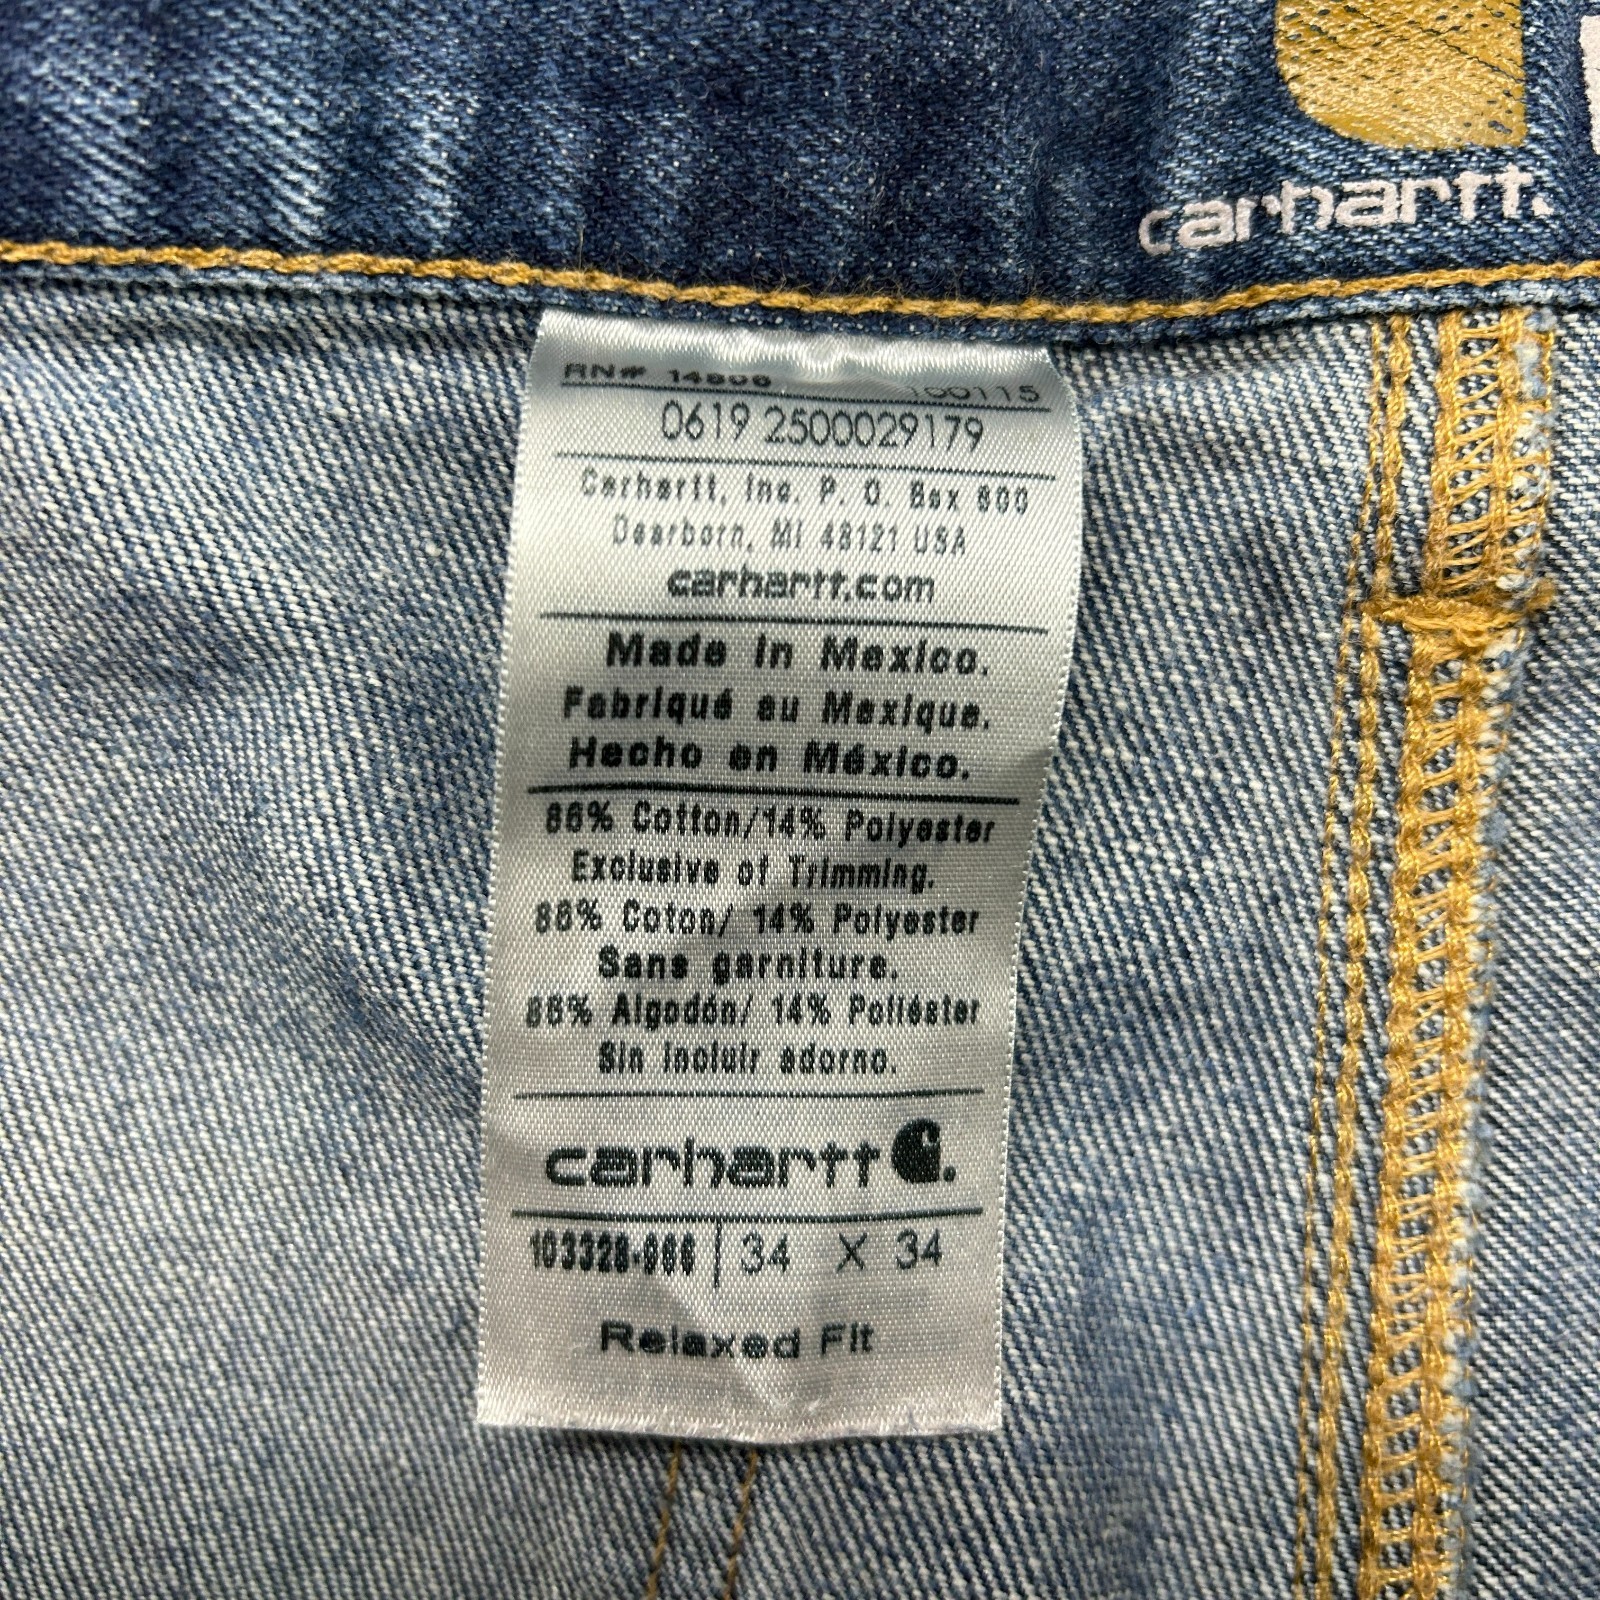 carhartt.
RN# 14806 100115
0619 2500029179
Carhartt, Inc. P. O. Box 600
Dearborn, MI 48121 USA
carhartt.com
Made in Mexico.
Fabriqué au Mexique.
Hecho en México.
86% Cotton/14% Polyester
Exclusive of Trimming.
86% Coton/ 14% Polyester
Sans garniture.
86% Algodón/ 14% Poliéster
Sin incluir adorno.
carhartt
103328-966 | 34 X 34
Relaxed Fit